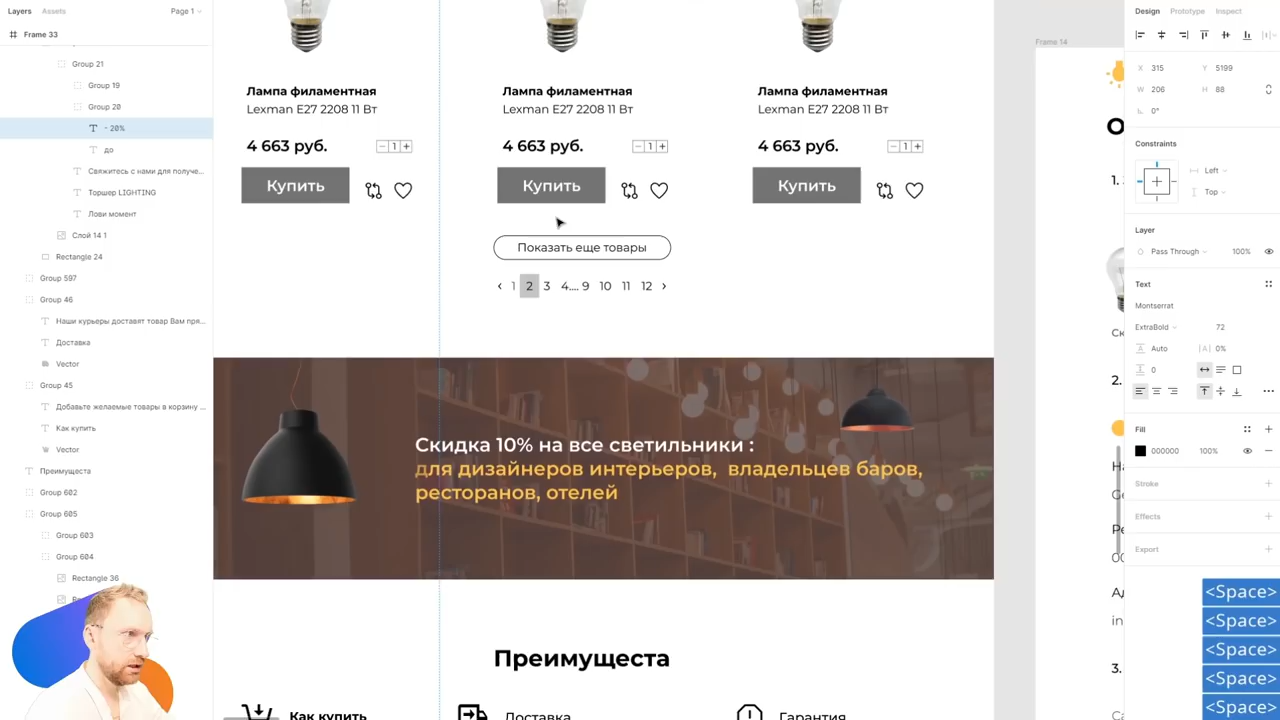 Layers Assets Page 1
Frame 33
Group 21
Group 19
Group 20
- 20%
до
Свяжитесь с нами для получе...
Торшер LIGHTING
Лови момент
Слой 14 1
Rectangle 24
Group 597
Group 46
Наши курьеры доставят товар Вам пря...
Доставка
Vector
Group 45
Добавьте желаемые товары в корзину ...
Как купить
Vector
Преимущеста
Group 602
Group 605
Group 603
Group 604
Rectangle 36
Лампа филаментная
Lexman E27 2208 11 Вт
4 663 руб.
− 1 +
Купить
Лампа филаментная
Lexman E27 2208 11 Вт
4 663 руб.
− 1 +
Купить
Лампа филаментная
Lexman E27 2208 11 Вт
4 663 руб.
− 1 +
Купить
Показать еще товары
‹ 1 2 3 4.... 9 10 11 12 ›
Скидка 10% на все светильники :
для дизайнеров интерьеров, владельцев баров,
ресторанов, отелей
Преимущеста
Как купить
Доставка
Гарантия
Frame 14
1.
2.
3.
Design Prototype Inspect
X 315 Y 5199
W 206 H 88
0°
Constraints
Left
Top
Layer
Pass Through 100%
Text
Montserrat
ExtraBold 72
Auto |A| 0%
0
Fill
000000 100%
Stroke
Effects
Export
<Space>
<Space>
<Space>
<Space>
<Space>